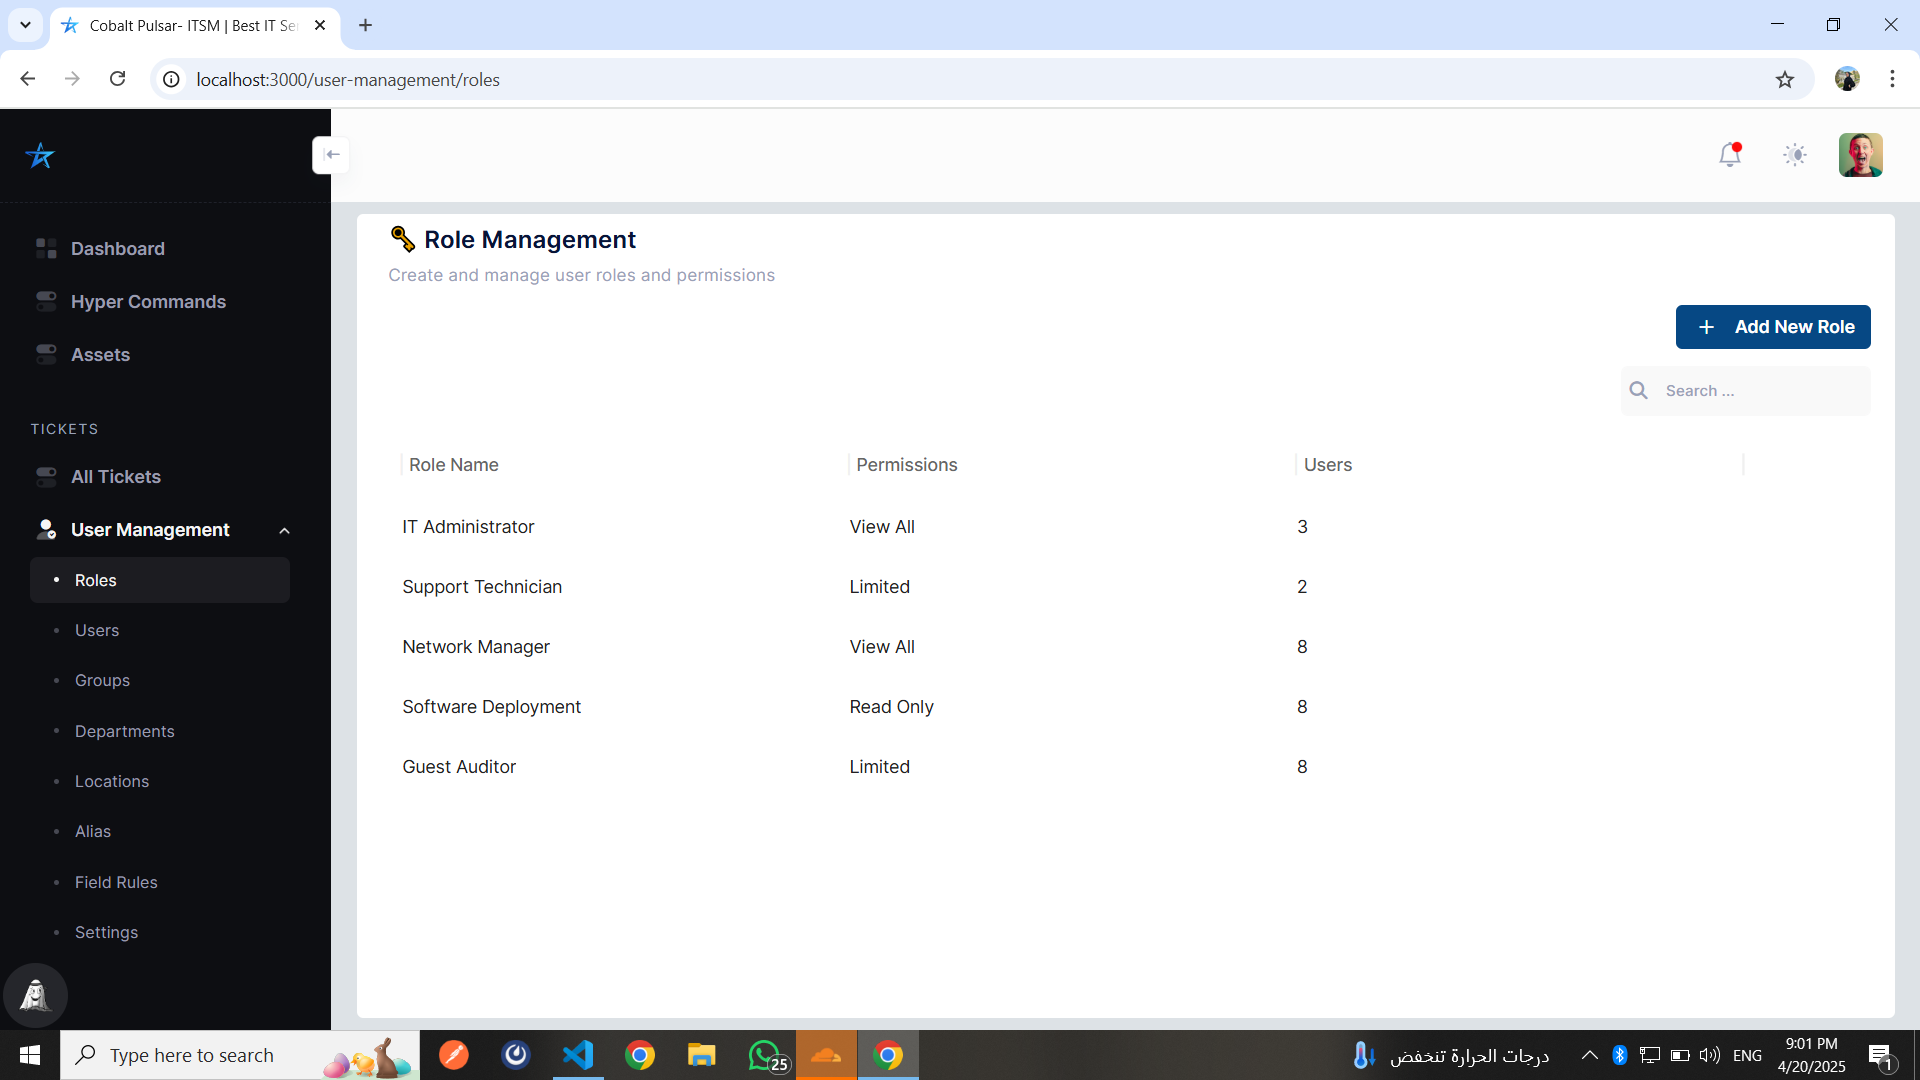 Cobalt Pulsar- ITSM | Best IT Se
localhost:3000/user-management/roles
Dashboard
Hyper Commands
Assets
TICKETS
All Tickets
User Management
Roles
Users
Groups
Departments
Locations
Alias
Field Rules
Settings
Role Management
Create and manage user roles and permissions
Add New Role
Search ...
Role Name Permissions Users
IT Administrator View All 3
Support Technician Limited 2
Network Manager View All 8
Software Deployment Read Only 8
Guest Auditor Limited 8
Type here to search
25
درجات الحرارة تنخفض
ENG
9:01 PM
4/20/2025
1